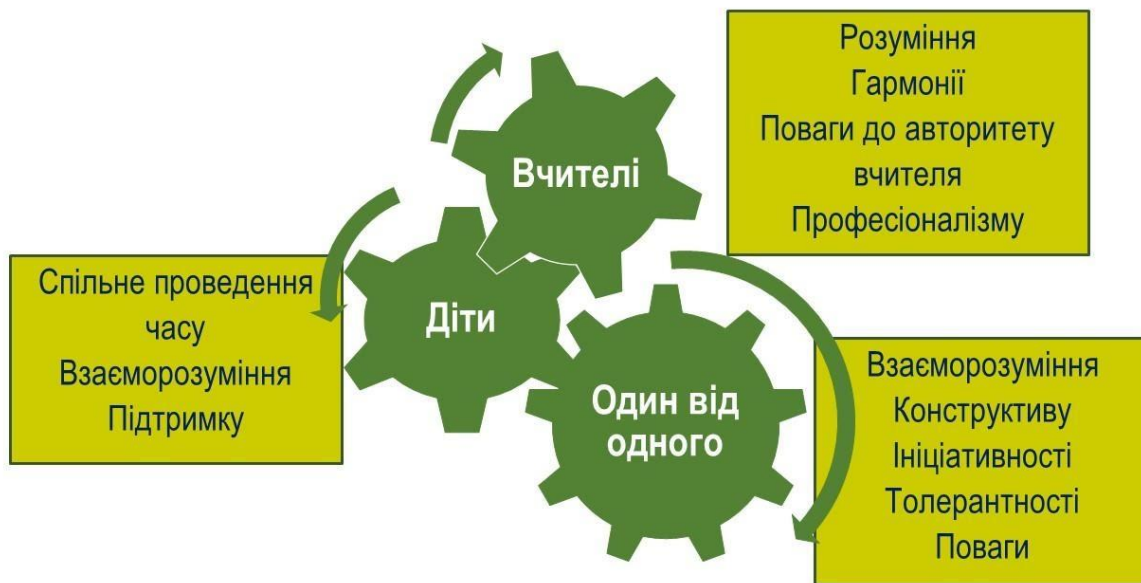 Розуміння
Гармонії
Поваги до авторитету
вчителя
Професіоналізму
Вчителі
Спільне проведення
часу
Взаєморозуміння
Підтримку
Діти
Один від
одного
Взаєморозуміння
Конструктиву
Ініціативності
Толерантності
Поваги